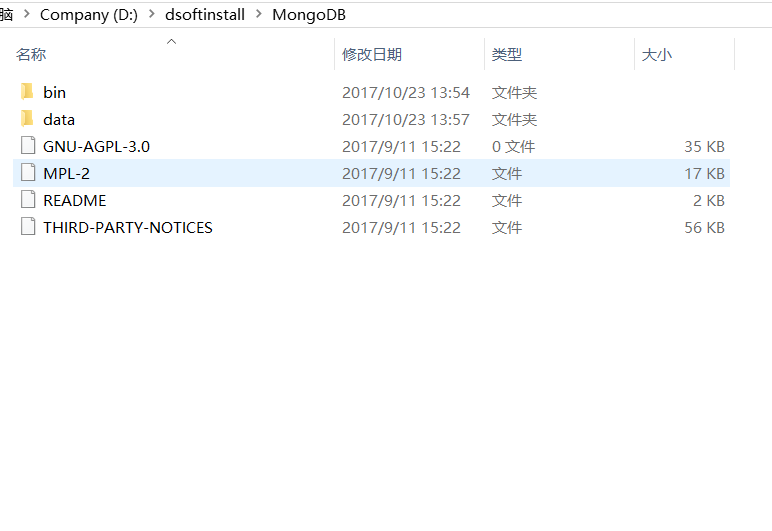 脑 > Company (D:) > dsoftinstall > MongoDB
名称 修改日期 类型 大小
bin 2017/10/23 13:54 文件夹
data 2017/10/23 13:57 文件夹
GNU-AGPL-3.0 2017/9/11 15:22 0 文件 35 KB
MPL-2 2017/9/11 15:22 文件 17 KB
README 2017/9/11 15:22 文件 2 KB
THIRD-PARTY-NOTICES 2017/9/11 15:22 文件 56 KB